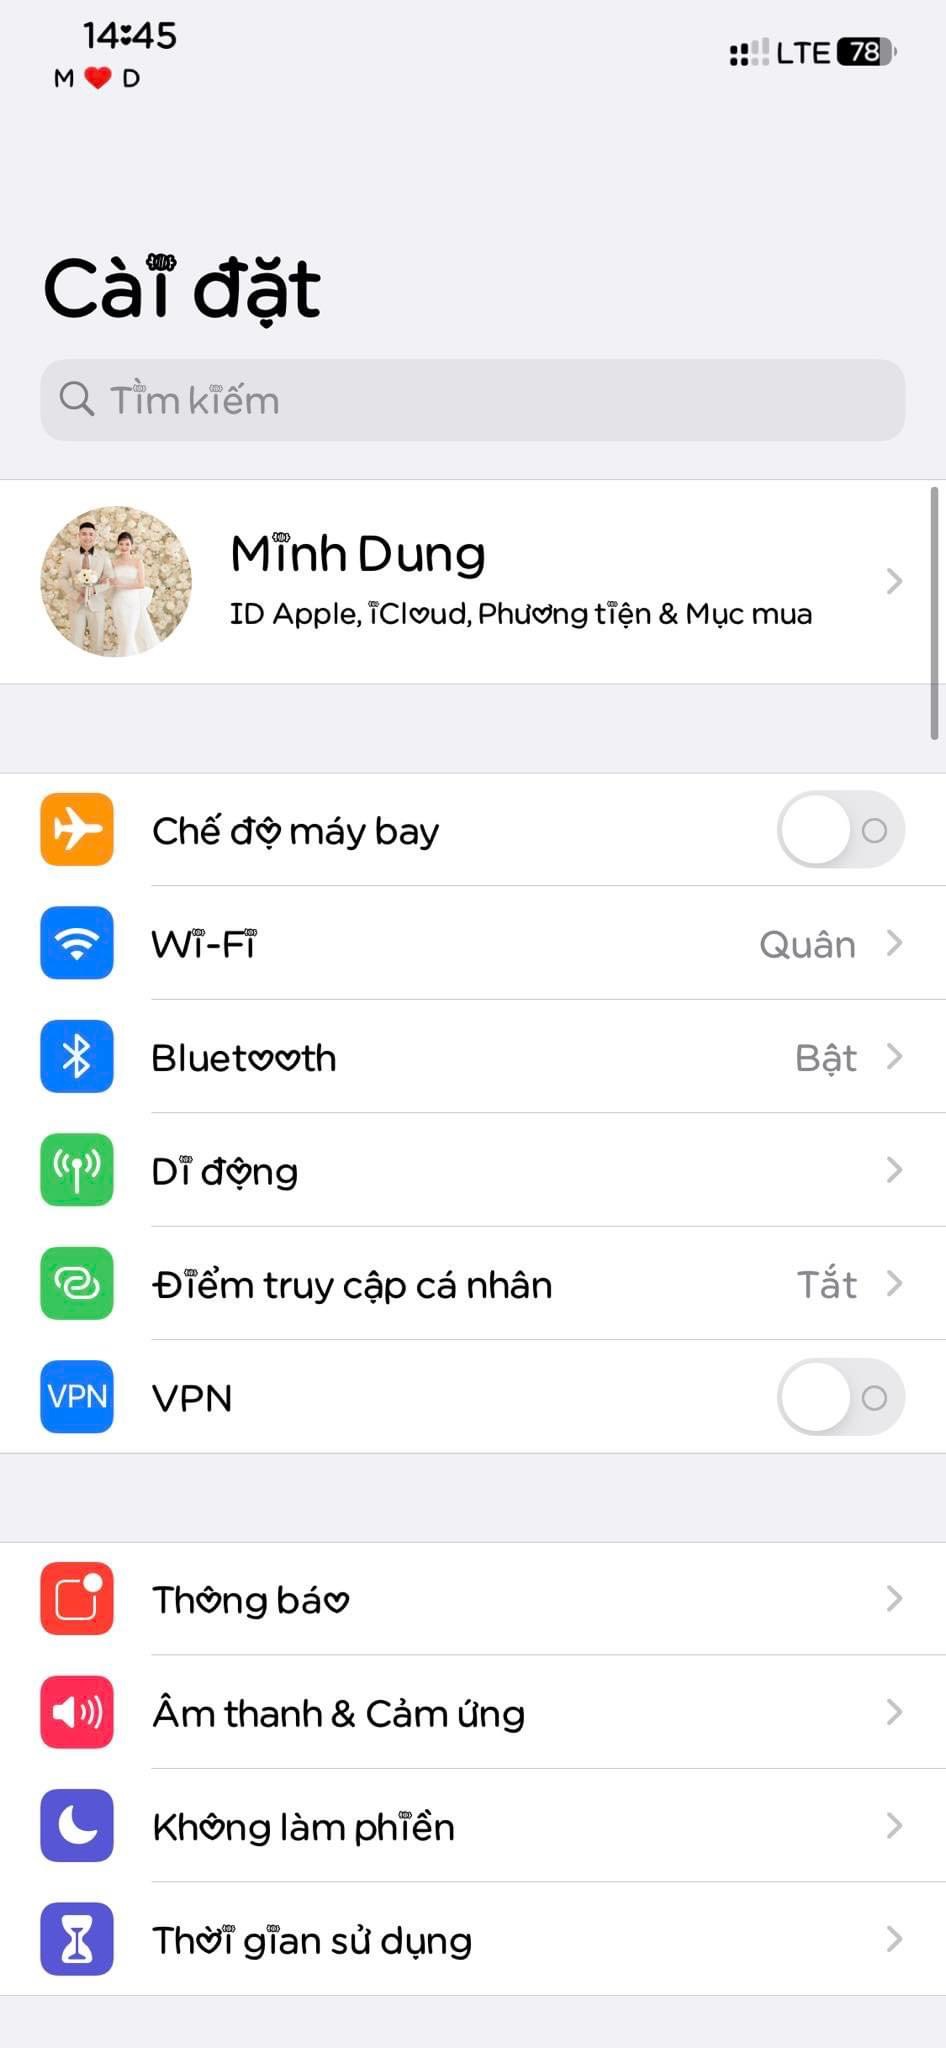 14:45
M ❤️ D
LTE 78
Cài đặt
Tìm kiếm
Minh Dung
ID Apple, iCloud, Phương tiện & Mục mua
Chế độ máy bay
Wi-Fi Quân
Bluetooth Bật
Di động
Điểm truy cập cá nhân Tắt
VPN VPN
Thông báo
Âm thanh & Cảm ứng
Không làm phiền
Thời gian sử dụng